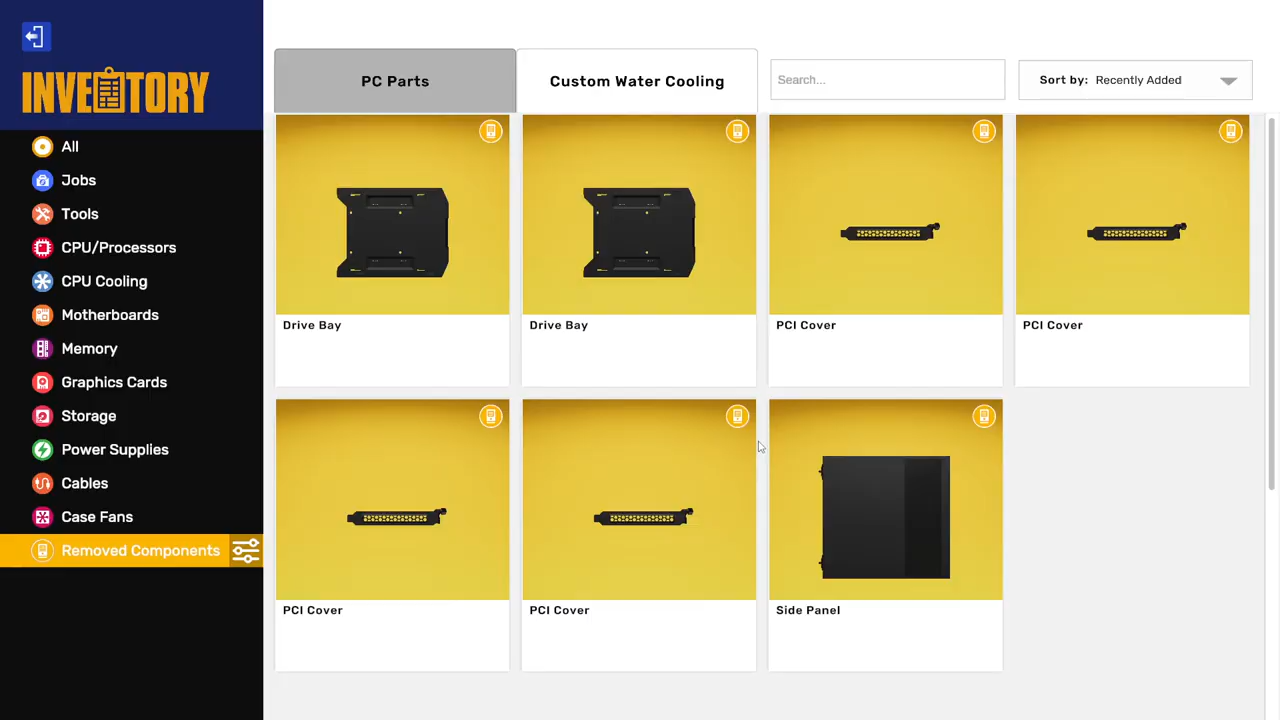 INVENTORY
All
Jobs
Tools
CPU/Processors
CPU Cooling
Motherboards
Memory
Graphics Cards
Storage
Power Supplies
Cables
Case Fans
Removed Components
PC Parts
Custom Water Cooling
Search...
Sort by: Recently Added
Drive Bay
Drive Bay
PCI Cover
PCI Cover
PCI Cover
PCI Cover
Side Panel